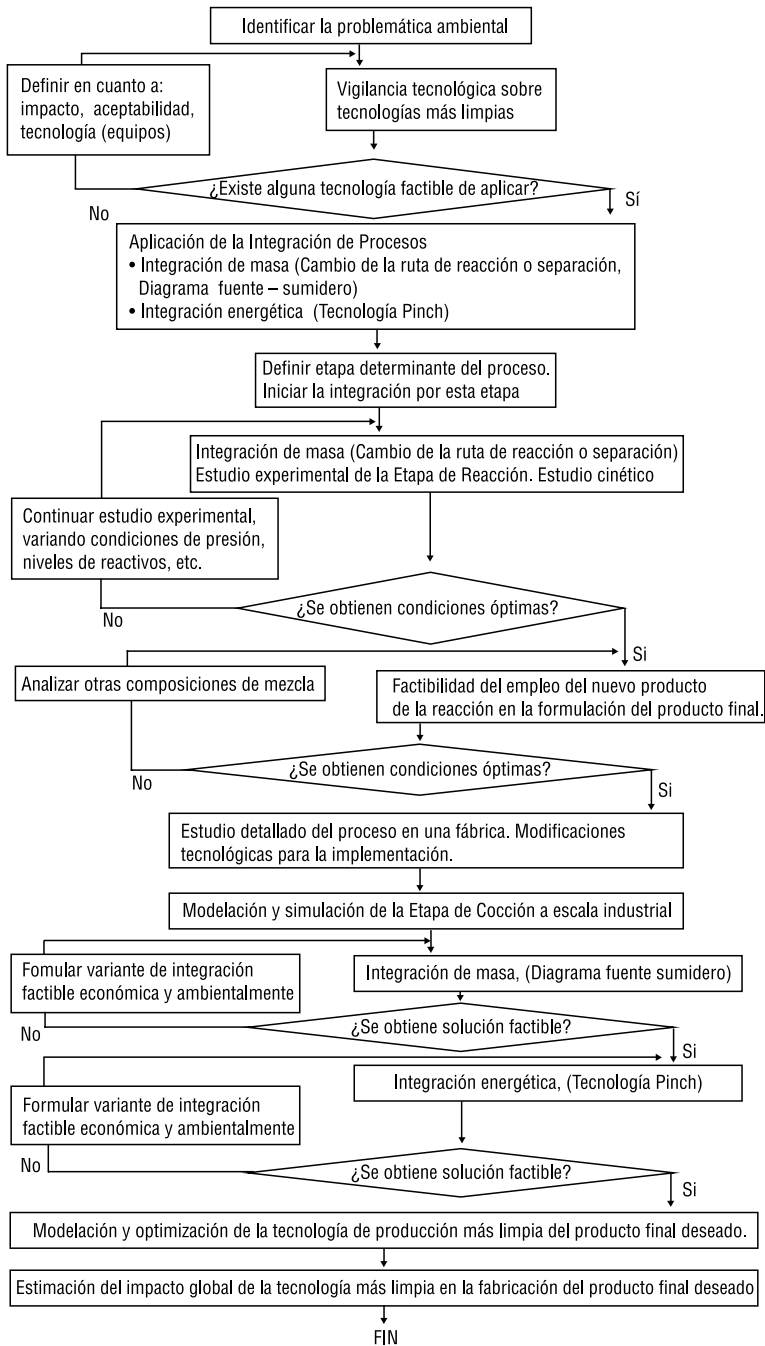 Identificar la problemática ambiental
Definir en cuanto a:
impacto, aceptabilidad,
tecnología (equipos)
Vigilancia tecnológica sobre
tecnologías más limpias
¿Existe alguna tecnología factible de aplicar?
No
Sí
Aplicación de la Integración de Procesos
• Integración de masa (Cambio de la ruta de reacción o separación,
Diagrama fuente – sumidero)
• Integración energética (Tecnología Pinch)
Definir etapa determinante del proceso.
Iniciar la integración por esta etapa
Integración de masa (Cambio de la ruta de reacción o separación)
Estudio experimental de la Etapa de Reacción. Estudio cinético
Continuar estudio experimental,
variando condiciones de presión,
niveles de reactivos, etc.
¿Se obtienen condiciones óptimas?
No
Si
Analizar otras composiciones de mezcla
Factibilidad del empleo del nuevo producto
de la reacción en la formulación del producto final.
¿Se obtienen condiciones óptimas?
No
Si
Estudio detallado del proceso en una fábrica. Modificaciones
tecnológicas para la implementación.
Modelación y simulación de la Etapa de Cocción a escala industrial
Fomular variante de integración
factible económica y ambientalmente
Integración de masa, (Diagrama fuente sumidero)
¿Se obtiene solución factible?
No
Si
Integración energética, (Tecnología Pinch)
Formular variante de integración
factible económica y ambientalmente
¿Se obtiene solución factible?
No
Si
Modelación y optimización de la tecnología de producción más limpia del producto final deseado.
Estimación del impacto global de la tecnología más limpia en la fabricación del producto final deseado
FIN